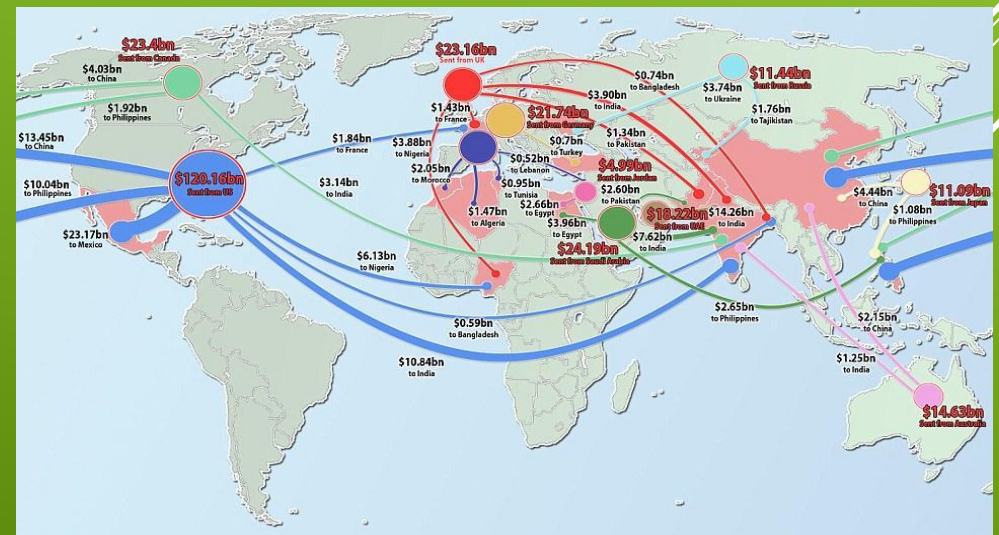 $23.4bn
Sent from Canada
$4.03bn
to China
$1.92bn
to Philippines
$13.45bn
to China
$10.04bn
to Philippines
$120.16bn
Sent from US
$23.17bn
to Mexico
$1.84bn
to France
$3.14bn
to India
$6.13bn
to Nigeria
$0.59bn
to Bangladesh
$10.84bn
to India
$23.16bn
Sent from UK
$1.43bn
to France
$3.88bn
to Nigeria
$0.74bn
to Bangladesh
$3.90bn
to India
$1.34bn
to Pakistan
$21.74bn
Sent from Germany
$0.7bn
to Turkey
$0.52bn
to Lebanon
$2.05bn
to Morocco
$0.95bn
to Tunisia
$1.47bn
to Algeria
$11.44bn
Sent from Russia
$3.74bn
to Ukraine
$1.76bn
to Tajikistan
$4.99bn
Sent from Jordan
$2.66bn
to Egypt
$2.60bn
to Pakistan
$3.96bn
to Egypt
$24.19bn
Sent from Saudi Arabia
$7.62bn
to India
$18.22bn
Sent from UAE
$14.26bn
to India
$2.65bn
to Philippines
$11.09bn
Sent from Japan
$4.44bn
to China
$1.08bn
to Philippines
$2.15bn
to China
$1.25bn
to India
$14.63bn
Sent from Australia